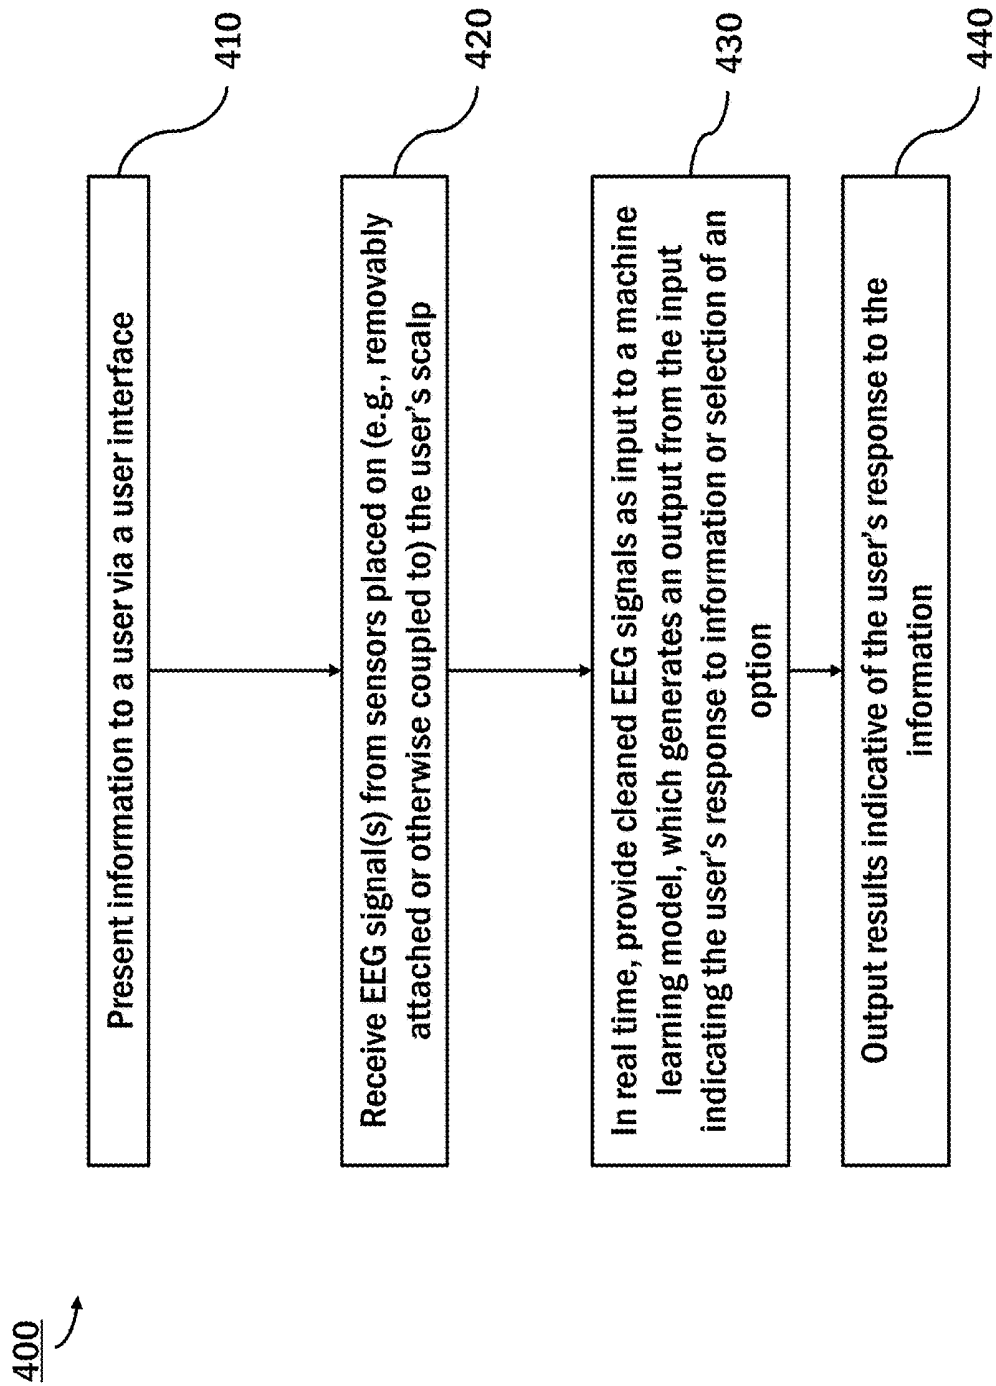 400
Present information to a user via a user interface
410
Receive EEG signal(s) from sensors placed on (e.g., removably
attached or otherwise coupled to) the user's scalp
420
In real time, provide cleaned EEG signals as input to a machine
learning model, which generates an output from the input
indicating the user's response to information or selection of an
option
430
Output results indicative of the user's response to the
information
440